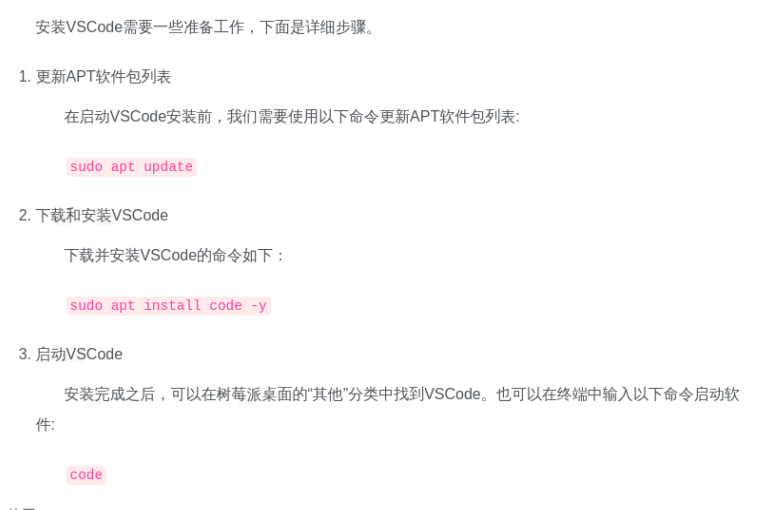 安装VSCode需要一些准备工作，下面是详细步骤。
1. 更新APT软件包列表
在启动VSCode安装前，我们需要使用以下命令更新APT软件包列表:
sudo apt update
2. 下载和安装VSCode
下载并安装VSCode的命令如下：
sudo apt install code -y
3. 启动VSCode
安装完成之后，可以在树莓派桌面的“其他”分类中找到VSCode。也可以在终端中输入以下命令启动软
件:
code